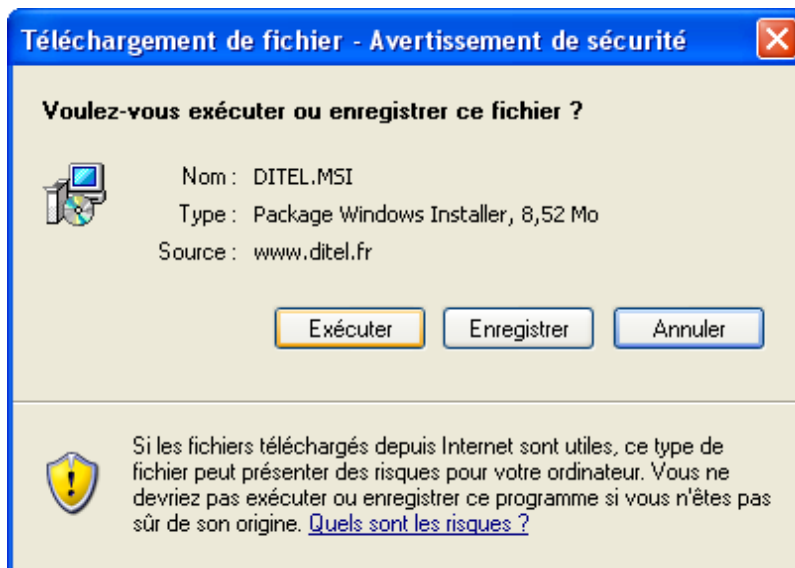 Téléchargement de fichier - Avertissement de sécurité
Voulez-vous exécuter ou enregistrer ce fichier ?
Nom : DITEL.MSI
Type : Package Windows Installer, 8,52 Mo
Source : www.ditel.fr
Exécuter Enregistrer Annuler
Si les fichiers téléchargés depuis Internet sont utiles, ce type de
fichier peut présenter des risques pour votre ordinateur. Vous ne
devriez pas exécuter ou enregistrer ce programme si vous n'êtes pas
sûr de son origine. Quels sont les risques ?